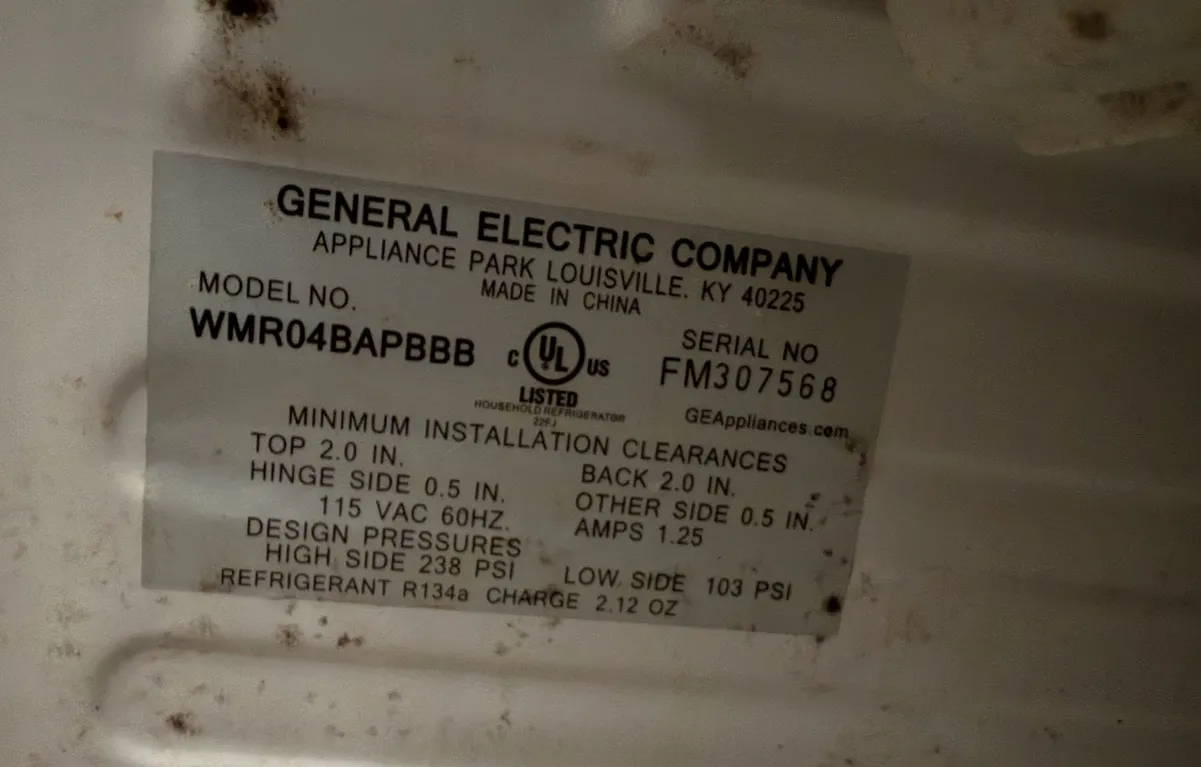 GENERAL ELECTRIC COMPANY
APPLIANCE PARK LOUISVILLE. KY 40225
MADE IN CHINA
MODEL NO.
WMR04BAPBBB
C UL US
LISTED
HOUSEHOLD REFRIGERATOR
SERIAL NO
FM307568
GEAppliances.com
MINIMUM INSTALLATION CLEARANCES
TOP 2.0 IN. BACK 2.0 IN.
HINGE SIDE 0.5 IN. OTHER SIDE 0.5 IN.
115 VAC 60HZ. AMPS 1.25
DESIGN PRESSURES
HIGH SIDE 238 PSI LOW SIDE 103 PSI
REFRIGERANT R134a CHARGE 2.12 OZ